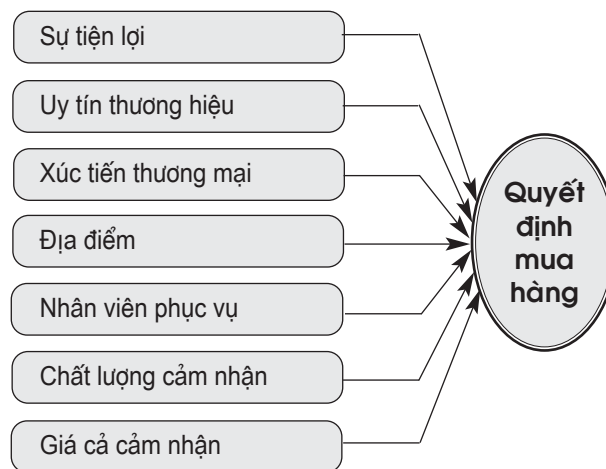 Sự tiện lợi
Uy tín thương hiệu
Xúc tiến thương mại
Địa điểm
Nhân viên phục vụ
Chất lượng cảm nhận
Giá cả cảm nhận
Quyết
định
mua
hàng